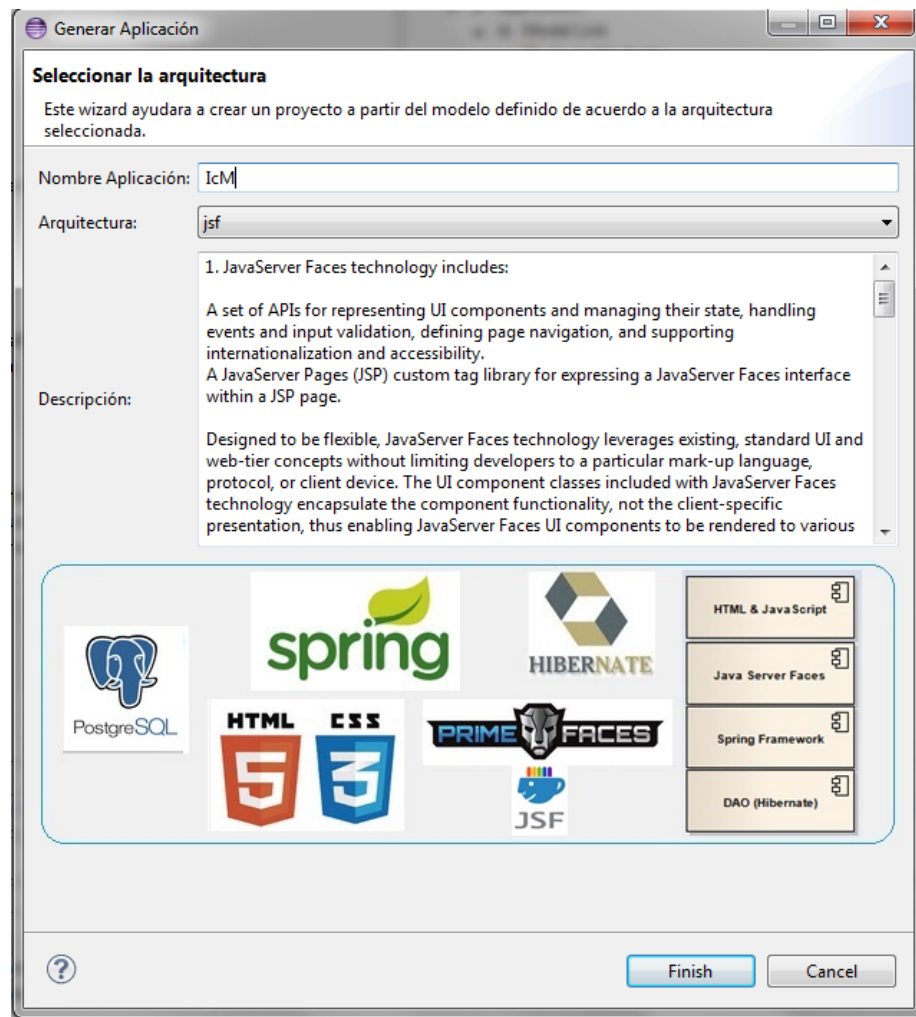 Generar Aplicación
Seleccionar la arquitectura
Este wizard ayudara a crear un proyecto a partir del modelo definido de acuerdo a la arquitectura
seleccionada.
Nombre Aplicación: IcM
Arquitectura: jsf
Descripción:
1. JavaServer Faces technology includes:
A set of APIs for representing UI components and managing their state, handling
events and input validation, defining page navigation, and supporting
internationalization and accessibility.
A JavaServer Pages (JSP) custom tag library for expressing a JavaServer Faces interface
within a JSP page.
Designed to be flexible, JavaServer Faces technology leverages existing, standard UI and
web-tier concepts without limiting developers to a particular mark-up language,
protocol, or client device. The UI component classes included with JavaServer Faces
technology encapsulate the component functionality, not the client-specific
presentation, thus enabling JavaServer Faces UI components to be rendered to various
PostgreSQL
spring
HIBERNATE
HTML
5
CSS
3
PRIME FACES
JSF
HTML & JavaScript
Java Server Faces
Spring Framework
DAO (Hibernate)
?
Finish
Cancel